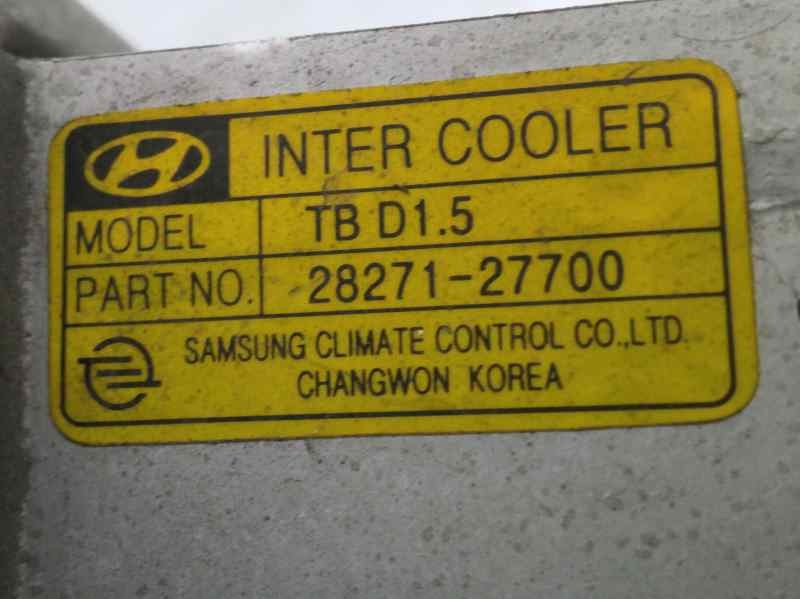 INTER COOLER
MODEL TB D1.5
PART NO. 28271-27700
SAMSUNG CLIMATE CONTROL CO.,LTD.
CHANGWON KOREA